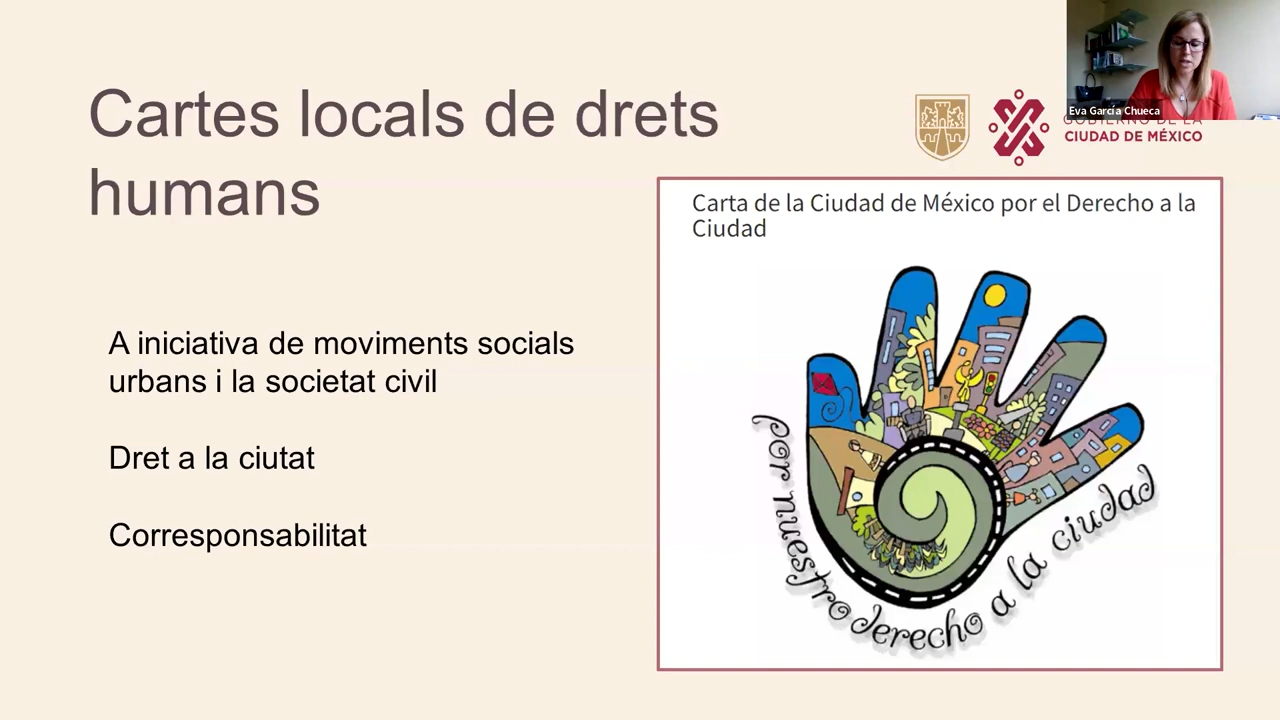 Cartes locals de drets
humans
Eva García Chueca
GOBIERNO DE LA
CIUDAD DE MÉXICO
Carta de la Ciudad de México por el Derecho a la
Ciudad
A iniciativa de moviments socials
urbans i la societat civil
Dret a la ciutat
Corresponsabilitat
por nuestro derecho a la ciudad